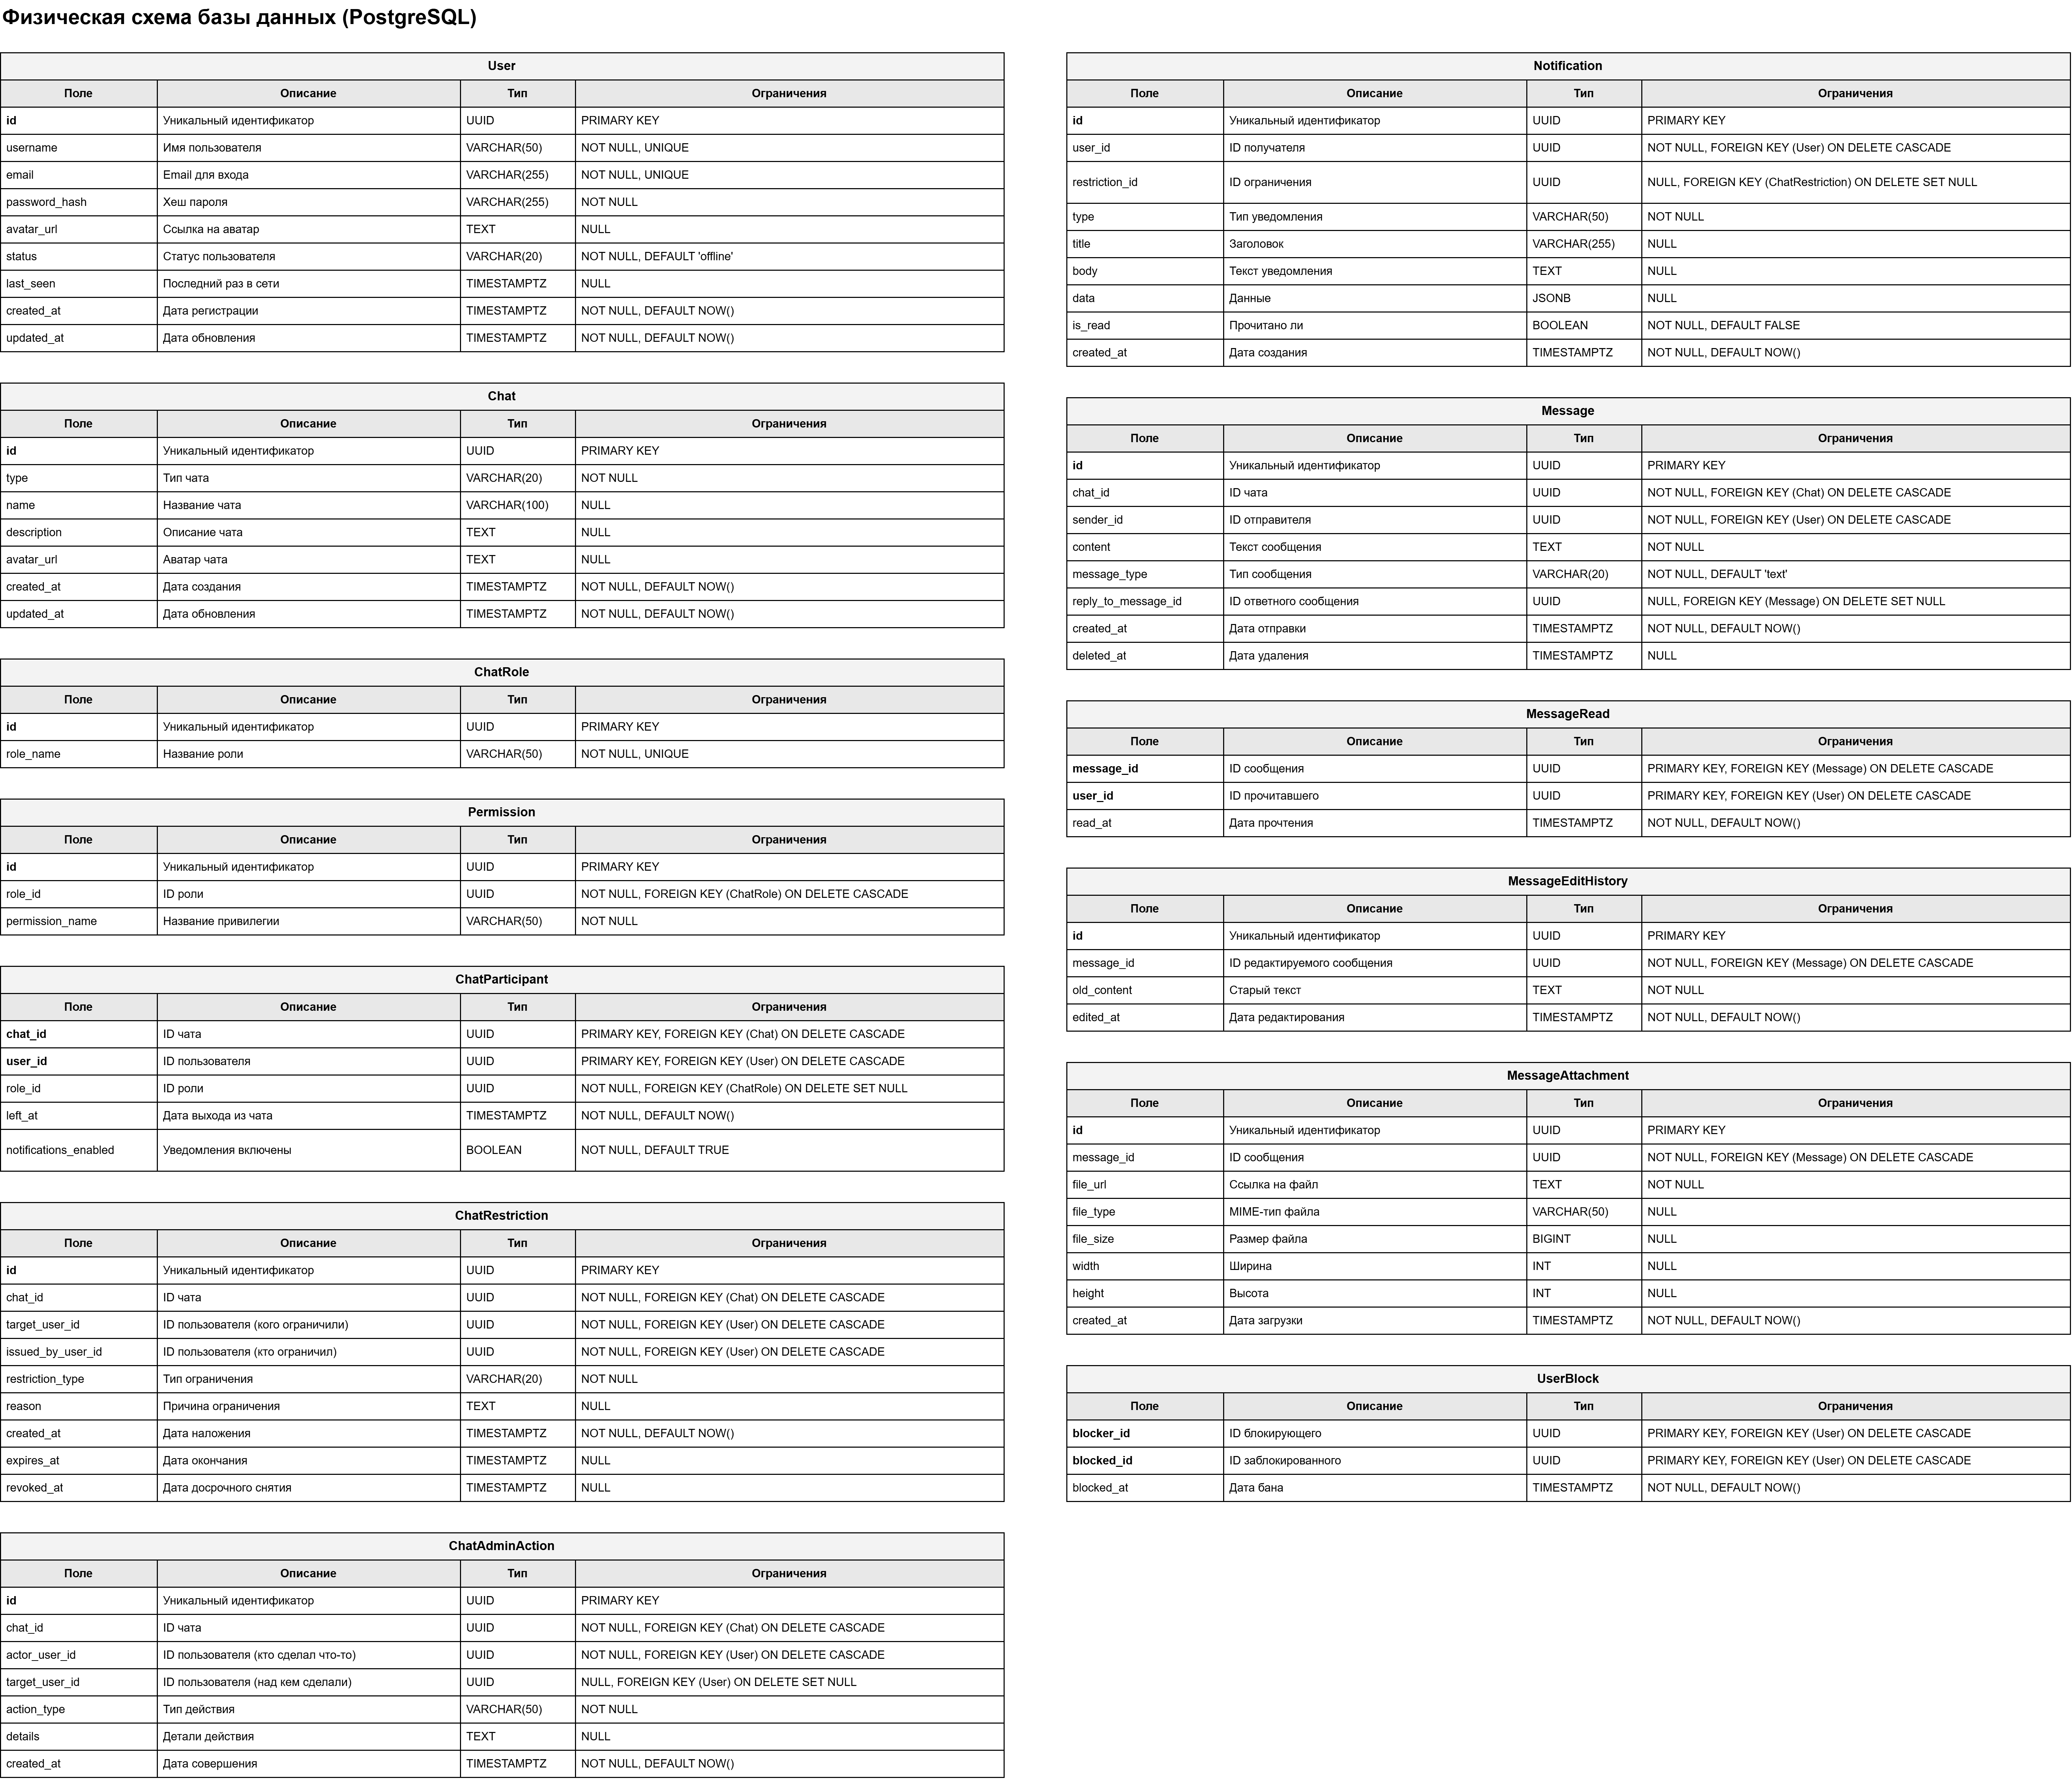 Физическая схема базы данных (PostgreSQL)
User
Поле Описание Тип Ограничения
id Уникальный идентификатор UUID PRIMARY KEY
username Имя пользователя VARCHAR(50) NOT NULL, UNIQUE
email Email для входа VARCHAR(255) NOT NULL, UNIQUE
password_hash Хеш пароля VARCHAR(255) NOT NULL
avatar_url Ссылка на аватар TEXT NULL
status Статус пользователя VARCHAR(20) NOT NULL, DEFAULT 'offline'
last_seen Последний раз в сети TIMESTAMPTZ NULL
created_at Дата регистрации TIMESTAMPTZ NOT NULL, DEFAULT NOW()
updated_at Дата обновления TIMESTAMPTZ NOT NULL, DEFAULT NOW()
Chat
Поле Описание Тип Ограничения
id Уникальный идентификатор UUID PRIMARY KEY
type Тип чата VARCHAR(20) NOT NULL
name Название чата VARCHAR(100) NULL
description Описание чата TEXT NULL
avatar_url Аватар чата TEXT NULL
created_at Дата создания TIMESTAMPTZ NOT NULL, DEFAULT NOW()
updated_at Дата обновления TIMESTAMPTZ NOT NULL, DEFAULT NOW()
ChatRole
Поле Описание Тип Ограничения
id Уникальный идентификатор UUID PRIMARY KEY
role_name Название роли VARCHAR(50) NOT NULL, UNIQUE
Permission
Поле Описание Тип Ограничения
id Уникальный идентификатор UUID PRIMARY KEY
role_id ID роли UUID NOT NULL, FOREIGN KEY (ChatRole) ON DELETE CASCADE
permission_name Название привилегии VARCHAR(50) NOT NULL
ChatParticipant
Поле Описание Тип Ограничения
chat_id ID чата UUID PRIMARY KEY, FOREIGN KEY (Chat) ON DELETE CASCADE
user_id ID пользователя UUID PRIMARY KEY, FOREIGN KEY (User) ON DELETE CASCADE
role_id ID роли UUID NOT NULL, FOREIGN KEY (ChatRole) ON DELETE SET NULL
left_at Дата выхода из чата TIMESTAMPTZ NOT NULL, DEFAULT NOW()
notifications_enabled Уведомления включены BOOLEAN NOT NULL, DEFAULT TRUE
ChatRestriction
Поле Описание Тип Ограничения
id Уникальный идентификатор UUID PRIMARY KEY
chat_id ID чата UUID NOT NULL, FOREIGN KEY (Chat) ON DELETE CASCADE
target_user_id ID пользователя (кого ограничили) UUID NOT NULL, FOREIGN KEY (User) ON DELETE CASCADE
issued_by_user_id ID пользователя (кто ограничил) UUID NOT NULL, FOREIGN KEY (User) ON DELETE CASCADE
restriction_type Тип ограничения VARCHAR(20) NOT NULL
reason Причина ограничения TEXT NULL
created_at Дата наложения TIMESTAMPTZ NOT NULL, DEFAULT NOW()
expires_at Дата окончания TIMESTAMPTZ NULL
revoked_at Дата досрочного снятия TIMESTAMPTZ NULL
ChatAdminAction
Поле Описание Тип Ограничения
id Уникальный идентификатор UUID PRIMARY KEY
chat_id ID чата UUID NOT NULL, FOREIGN KEY (Chat) ON DELETE CASCADE
actor_user_id ID пользователя (кто сделал что-то) UUID NOT NULL, FOREIGN KEY (User) ON DELETE CASCADE
target_user_id ID пользователя (над кем сделали) UUID NULL, FOREIGN KEY (User) ON DELETE SET NULL
action_type Тип действия VARCHAR(50) NOT NULL
details Детали действия TEXT NULL
created_at Дата совершения TIMESTAMPTZ NOT NULL, DEFAULT NOW()
Notification
Поле Описание Тип Ограничения
id Уникальный идентификатор UUID PRIMARY KEY
user_id ID получателя UUID NOT NULL, FOREIGN KEY (User) ON DELETE CASCADE
restriction_id ID ограничения UUID NULL, FOREIGN KEY (ChatRestriction) ON DELETE SET NULL
type Тип уведомления VARCHAR(50) NOT NULL
title Заголовок VARCHAR(255) NULL
body Текст уведомления TEXT NULL
data Данные JSONB NULL
is_read Прочитано ли BOOLEAN NOT NULL, DEFAULT FALSE
created_at Дата создания TIMESTAMPTZ NOT NULL, DEFAULT NOW()
Message
Поле Описание Тип Ограничения
id Уникальный идентификатор UUID PRIMARY KEY
chat_id ID чата UUID NOT NULL, FOREIGN KEY (Chat) ON DELETE CASCADE
sender_id ID отправителя UUID NOT NULL, FOREIGN KEY (User) ON DELETE CASCADE
content Текст сообщения TEXT NOT NULL
message_type Тип сообщения VARCHAR(20) NOT NULL, DEFAULT 'text'
reply_to_message_id ID ответного сообщения UUID NULL, FOREIGN KEY (Message) ON DELETE SET NULL
created_at Дата отправки TIMESTAMPTZ NOT NULL, DEFAULT NOW()
deleted_at Дата удаления TIMESTAMPTZ NULL
MessageRead
Поле Описание Тип Ограничения
message_id ID сообщения UUID PRIMARY KEY, FOREIGN KEY (Message) ON DELETE CASCADE
user_id ID прочитавшего UUID PRIMARY KEY, FOREIGN KEY (User) ON DELETE CASCADE
read_at Дата прочтения TIMESTAMPTZ NOT NULL, DEFAULT NOW()
MessageEditHistory
Поле Описание Тип Ограничения
id Уникальный идентификатор UUID PRIMARY KEY
message_id ID редактируемого сообщения UUID NOT NULL, FOREIGN KEY (Message) ON DELETE CASCADE
old_content Старый текст TEXT NOT NULL
edited_at Дата редактирования TIMESTAMPTZ NOT NULL, DEFAULT NOW()
MessageAttachment
Поле Описание Тип Ограничения
id Уникальный идентификатор UUID PRIMARY KEY
message_id ID сообщения UUID NOT NULL, FOREIGN KEY (Message) ON DELETE CASCADE
file_url Ссылка на файл TEXT NOT NULL
file_type MIME-тип файла VARCHAR(50) NULL
file_size Размер файла BIGINT NULL
width Ширина INT NULL
height Высота INT NULL
created_at Дата загрузки TIMESTAMPTZ NOT NULL, DEFAULT NOW()
UserBlock
Поле Описание Тип Ограничения
blocker_id ID блокирующего UUID PRIMARY KEY, FOREIGN KEY (User) ON DELETE CASCADE
blocked_id ID заблокированного UUID PRIMARY KEY, FOREIGN KEY (User) ON DELETE CASCADE
blocked_at Дата бана TIMESTAMPTZ NOT NULL, DEFAULT NOW()